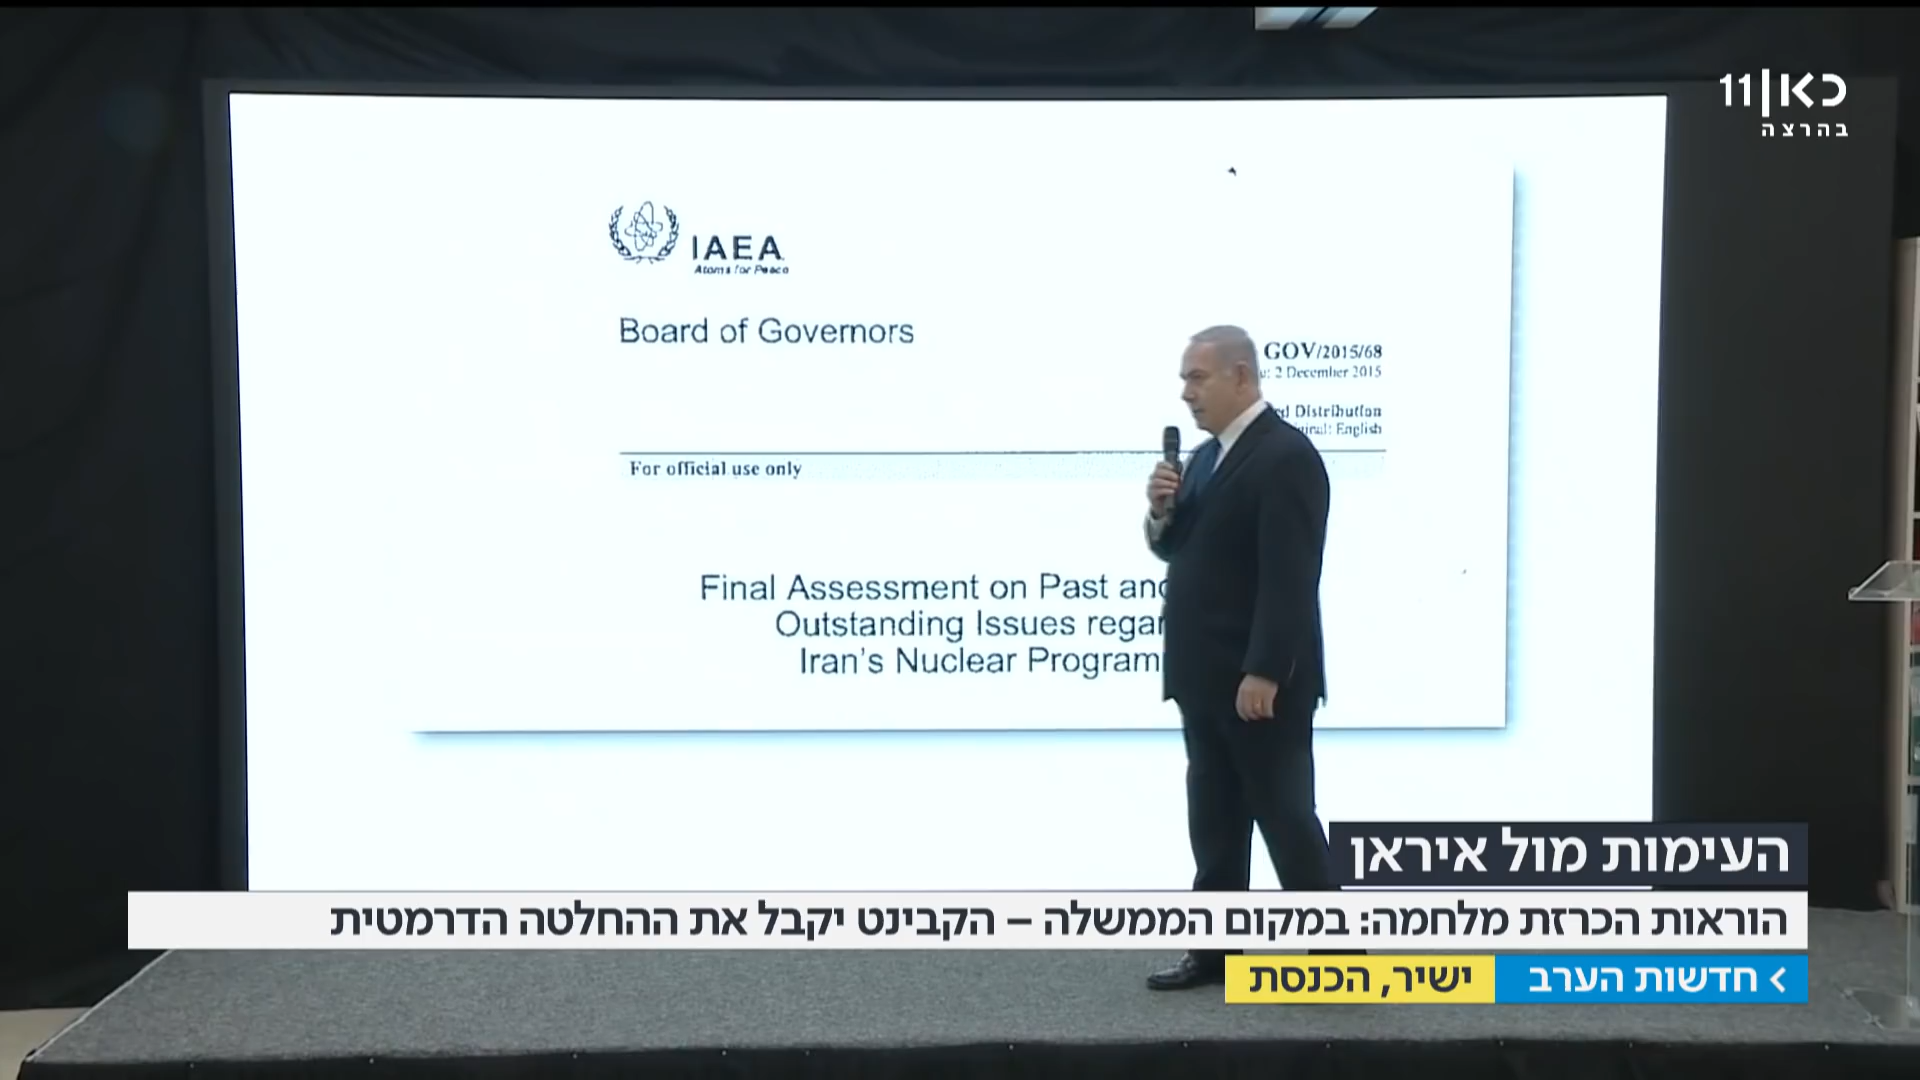 כאן 11
בהרצה
IAEA
Atoms for Peace
Board of Governors
GOV/2015/68
2 December 2015
Distribution
English
For official use only
Final Assessment on Past and
Outstanding Issues
Iran's Nuclear
העימות מול איראן
הוראות הכרזת מלחמה: במקום הממשלה – הקבינט יקבל את ההחלטה הדרמטית
חדשות הערב
ישיר, הכנסת